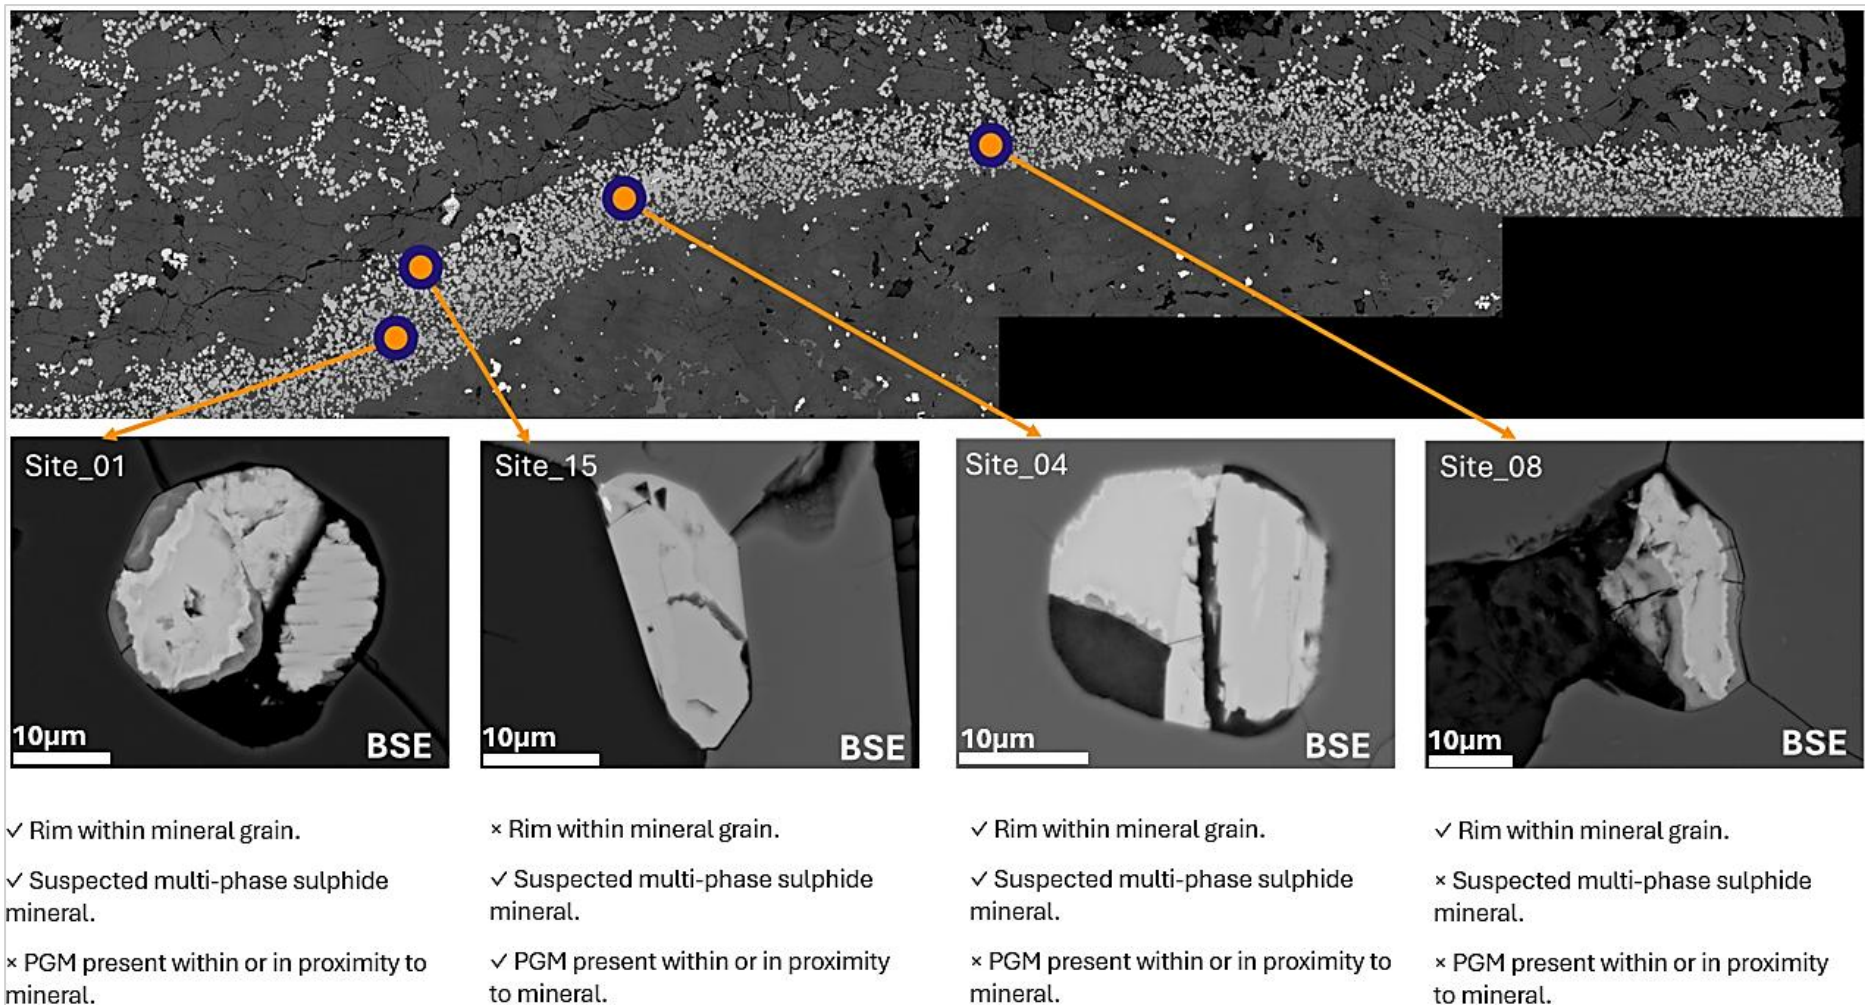 Site_01
10µm
BSE
Site_15
10µm
BSE
Site_04
10µm
BSE
Site_08
10µm
BSE
✓ Rim within mineral grain.
✓ Suspected multi-phase sulphide
mineral.
× PGM present within or in proximity to
mineral.
× Rim within mineral grain.
✓ Suspected multi-phase sulphide
mineral.
✓ PGM present within or in proximity
to mineral.
✓ Rim within mineral grain.
✓ Suspected multi-phase sulphide
mineral.
× PGM present within or in proximity to
mineral.
✓ Rim within mineral grain.
× Suspected multi-phase sulphide
mineral.
× PGM present within or in proximity
to mineral.